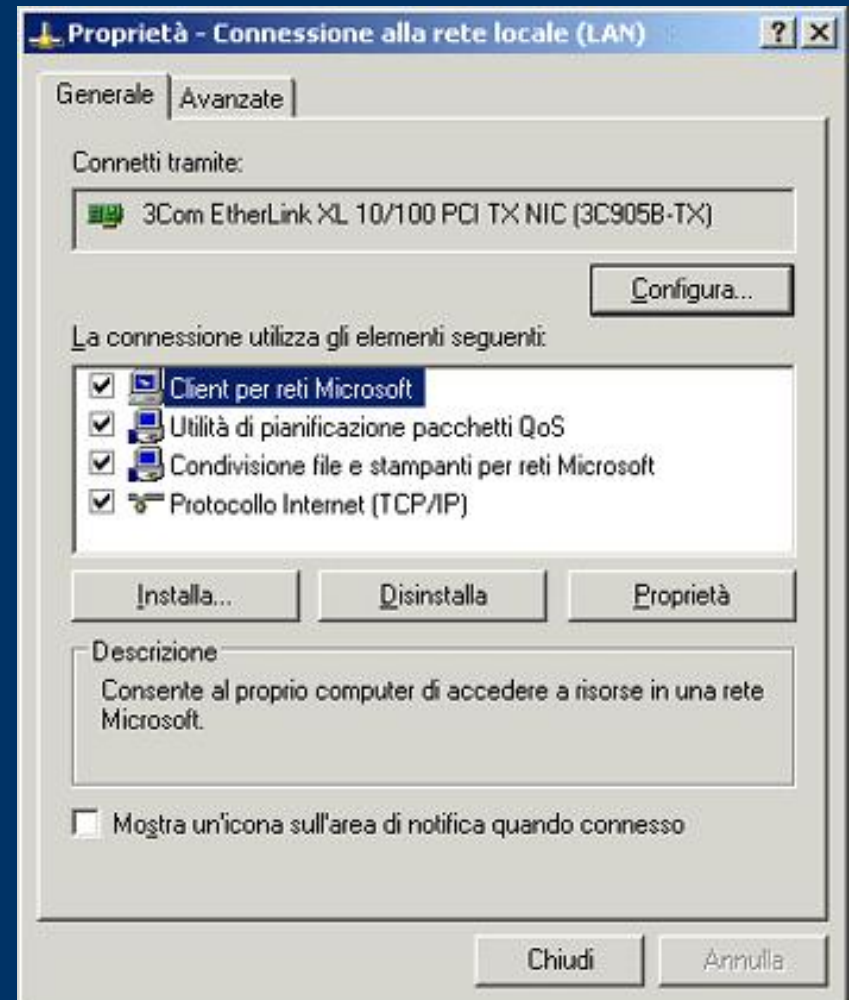 Proprietà - Connessione alla rete locale (LAN)
Generale
Avanzate
Connetti tramite:
3Com EtherLink XL 10/100 PCI TX NIC (3C905B-TX)
Configura...
La connessione utilizza gli elementi seguenti:
Client per reti Microsoft
Utilità di pianificazione pacchetti QoS
Condivisione file e stampanti per reti Microsoft
Protocollo Internet (TCP/IP)
Installa...
Disinstalla
Proprietà
Descrizione
Consente al proprio computer di accedere a risorse in una rete
Microsoft.
Mostra un'icona sull'area di notifica quando connesso
Chiudi
Annulla